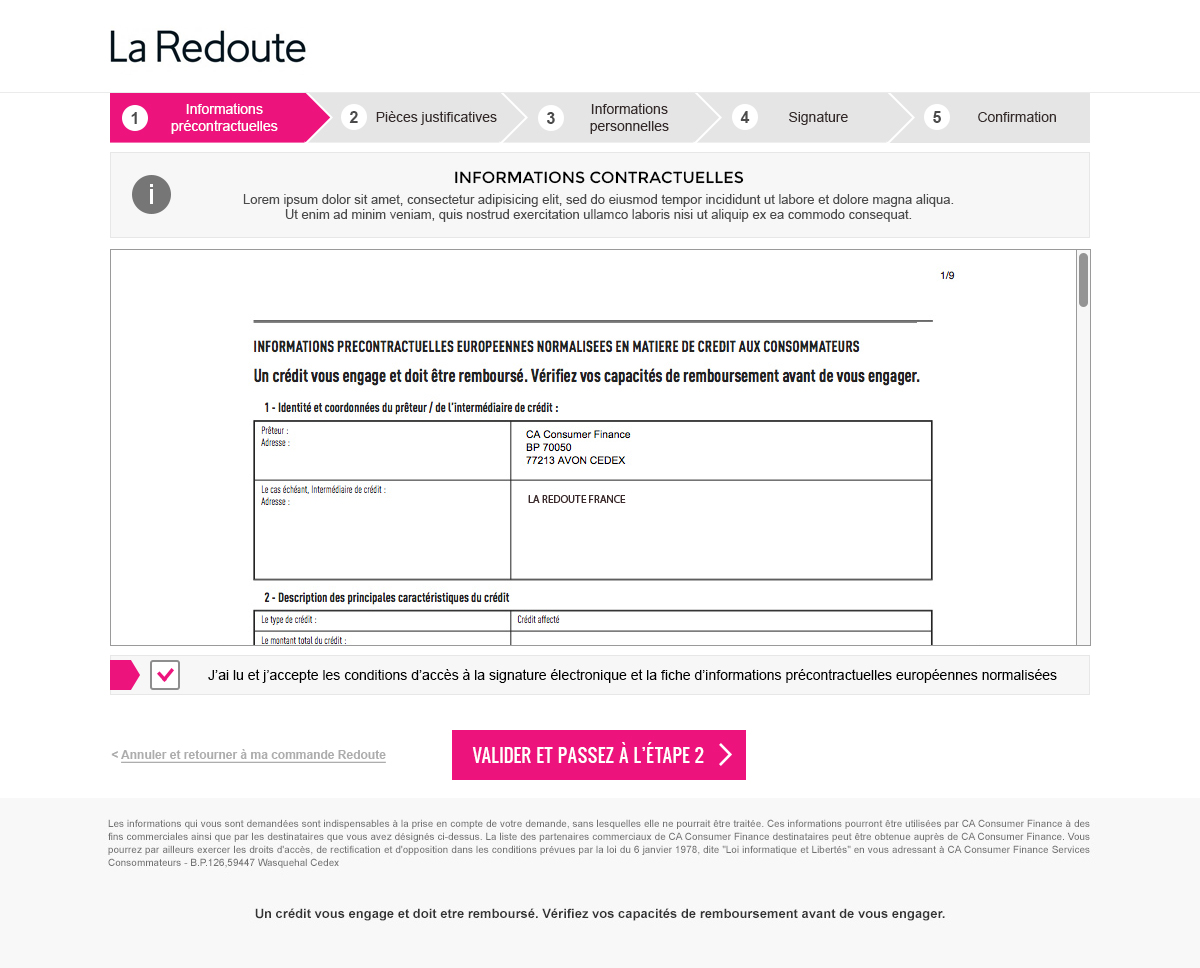 La Redoute
1 Informations précontractuelles
2 Pièces justificatives
3 Informations personnelles
4 Signature
5 Confirmation
i
INFORMATIONS CONTRACTUELLES
Lorem ipsum dolor sit amet, consectetur adipisicing elit, sed do eiusmod tempor incididunt ut labore et dolore magna aliqua.
Ut enim ad minim veniam, quis nostrud exercitation ullamco laboris nisi ut aliquip ex ea commodo consequat.
1/9
INFORMATIONS PRECONTRACTUELLES EUROPEENNES NORMALISEES EN MATIERE DE CREDIT AUX CONSOMMATEURS
Un crédit vous engage et doit être remboursé. Vérifiez vos capacités de remboursement avant de vous engager.
1 - Identité et coordonnées du prêteur / de l'intermédiaire de crédit :
Prêteur :
Adresse :
CA Consumer Finance
BP 70050
77213 AVON CEDEX
Le cas échéant, Intermédiaire de crédit :
Adresse :
LA REDOUTE FRANCE
2 - Description des principales caractéristiques du crédit
Le type de crédit : Crédit affecté
Le montant total du crédit :
J'ai lu et j'accepte les conditions d'accès à la signature électronique et la fiche d'informations précontractuelles européennes normalisées
< Annuler et retourner à ma commande Redoute
VALIDER ET PASSEZ À L'ÉTAPE 2
Les informations qui vous sont demandées sont indispensables à la prise en compte de votre demande, sans lesquelles elle ne pourrait être traitée. Ces informations pourront être utilisées par CA Consumer Finance à des
fins commerciales ainsi que par les destinataires que vous avez dèsignés ci-dessus. La liste des partenaires commerciaux de CA Consumer Finance destinataires peut être obtenue auprès de CA Consumer Finance. Vous
pourrez par ailleurs exercer les droits d'accès, de rectification et d'opposition dans les conditions prévues par la loi du 6 janvier 1978, dite "Loi informatique et Libertés" en vous adressant à CA Consumer Finance Services
Consommateurs - B.P.126,59447 Wasquehal Cedex
Un crédit vous engage et doit etre remboursé. Vérifiez vos capacités de remboursement avant de vous engager.